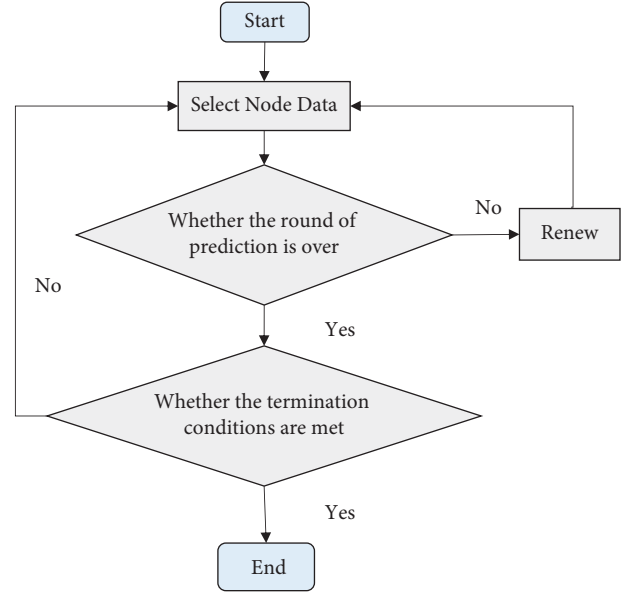 Start
Select Node Data
Whether the round of
prediction is over
No
Renew
No
Yes
Whether the termination
conditions are met
Yes
End